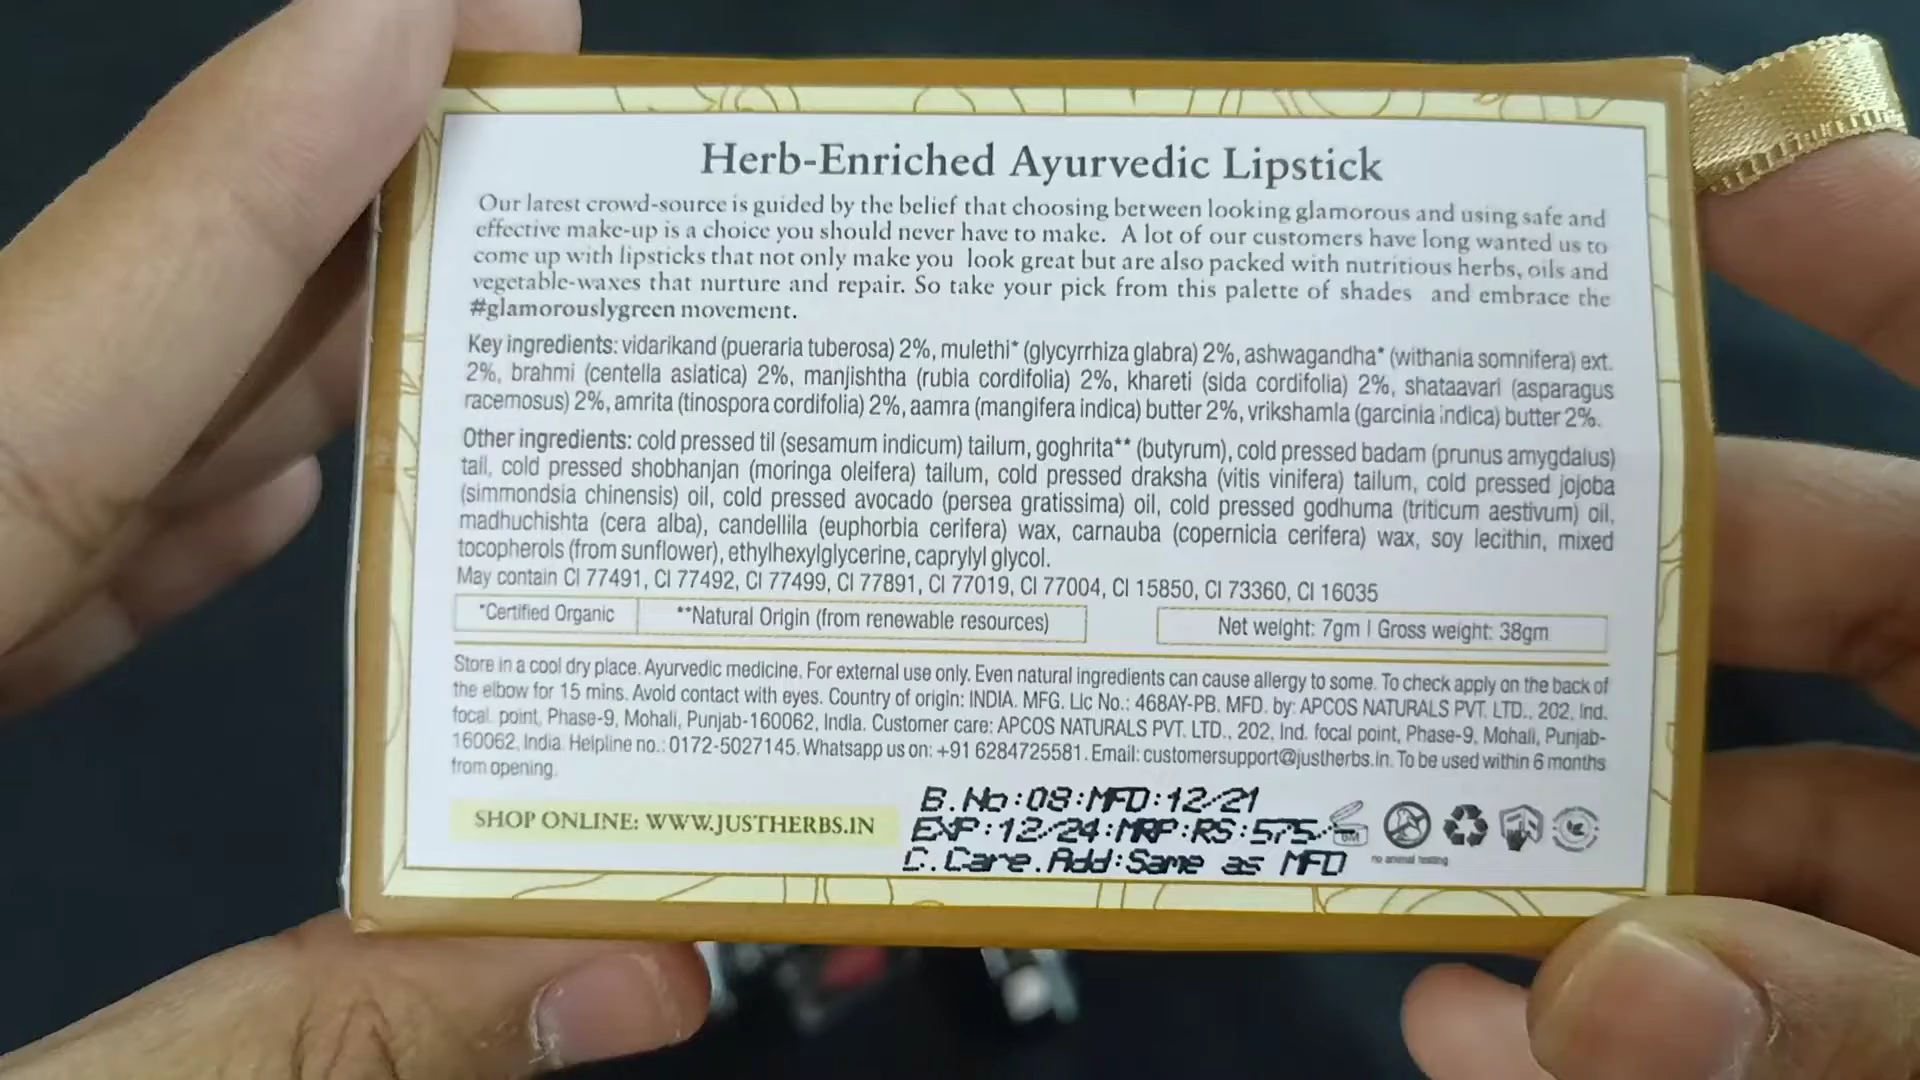 Herb-Enriched Ayurvedic Lipstick
Our latest crowd-source is guided by the belief that choosing between looking glamorous and using safe and
effective make-up is a choice you should never have to make. A lot of our customers have long wanted us to
come up with lipsticks that not only make you look great but are also packed with nutritious herbs, oils and
vegetable-waxes that nurture and repair. So take your pick from this palette of shades and embrace the
#glamorouslygreen movement.
Key ingredients: vidarikand (pueraria tuberosa) 2%, mulethi* (glycyrrhiza glabra) 2%, ashwagandha* (withania somnifera) ext.
2%, brahmi (centella asiatica) 2%, manjishtha (rubia cordifolia) 2%, khareti (sida cordifolia) 2%, shataavari (asparagus
racemosus) 2%, amrita (tinospora cordifolia) 2%, aamra (mangifera indica) butter 2%, vrikshamla (garcinia indica) butter 2%.
Other ingredients: cold pressed til (sesamum indicum) tailum, goghrita** (butyrum), cold pressed badam (prunus amygdalus)
tail, cold pressed shobhanjan (moringa oleifera) tailum, cold pressed draksha (vitis vinifera) tailum, cold pressed jojoba
(simmondsia chinensis) oil, cold pressed avocado (persea gratissima) oil, cold pressed godhuma (triticum aestivum) oil,
madhuchishta (cera alba), candellila (euphorbia cerifera) wax, carnauba (copernicia cerifera) wax, soy lecithin, mixed
tocopherols (from sunflower), ethylhexylglycerine, caprylyl glycol.
May contain CI 77491, CI 77492, CI 77499, CI 77891, CI 77019, CI 77004, CI 15850, CI 73360, CI 16035
*Certified Organic **Natural Origin (from renewable resources) Net weight: 7gm | Gross weight: 38gm
Store in a cool dry place. Ayurvedic medicine. For external use only. Even natural ingredients can cause allergy to some. To check apply on the back of
the elbow for 15 mins. Avoid contact with eyes. Country of origin: INDIA. MFG. Lic No.: 468AY-PB. MFD. by: APCOS NATURALS PVT. LTD., 202, Ind.
focal point, Phase-9, Mohali, Punjab-160062, India. Customer care: APCOS NATURALS PVT. LTD., 202, Ind. focal point, Phase-9, Mohali, Punjab-
160062, India. Helpline no.: 0172-5027145. Whatsapp us on: +91 6284725581. Email: customersupport@justherbs.in. To be used within 6 months
from opening.
SHOP ONLINE: WWW.JUSTHERBS.IN
B.No:08:MFD:12/21
EXP:12/24:MRP:RS:575/-
C.Care.Add:Same as MFD
6M
no animal testing